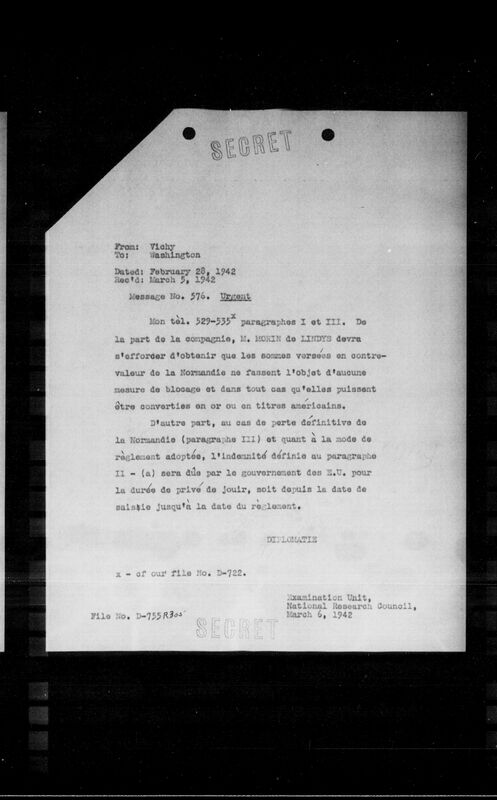 SECRET
From: Vichy
To: Washington
Dated: February 28, 1942
Rec'd: March 5, 1942
Message No. 576. Urgent
Mon tèl. 529-535x paragraphes I et III. De
la part de la compagnie, M. MORIN de LINDYS devra
s'efforcer d'obtenir que les sommes versées en contre-
valeur de la Normandie ne fassent l'objet d'aucune
mesure de blocage et dans tout cas qu'elles puissent
être converties en or ou en titres américains.
D'autre part, au cas de perte définitive de
la Normandie (paragraphe III) et quant à la mode de
règlement adoptée, l'indemnité définie au paragraphe
II - (a) sera dûe par le gouvernement des E.U. pour
la durée de privé de jouir, soit depuis la date de
saisie jusqu'à la date du règlement.
DIPLOMATIE
x - cf our file No. D-722.
Examination Unit,
National Research Council,
March 6, 1942
File No. D-755 R300
SECRET